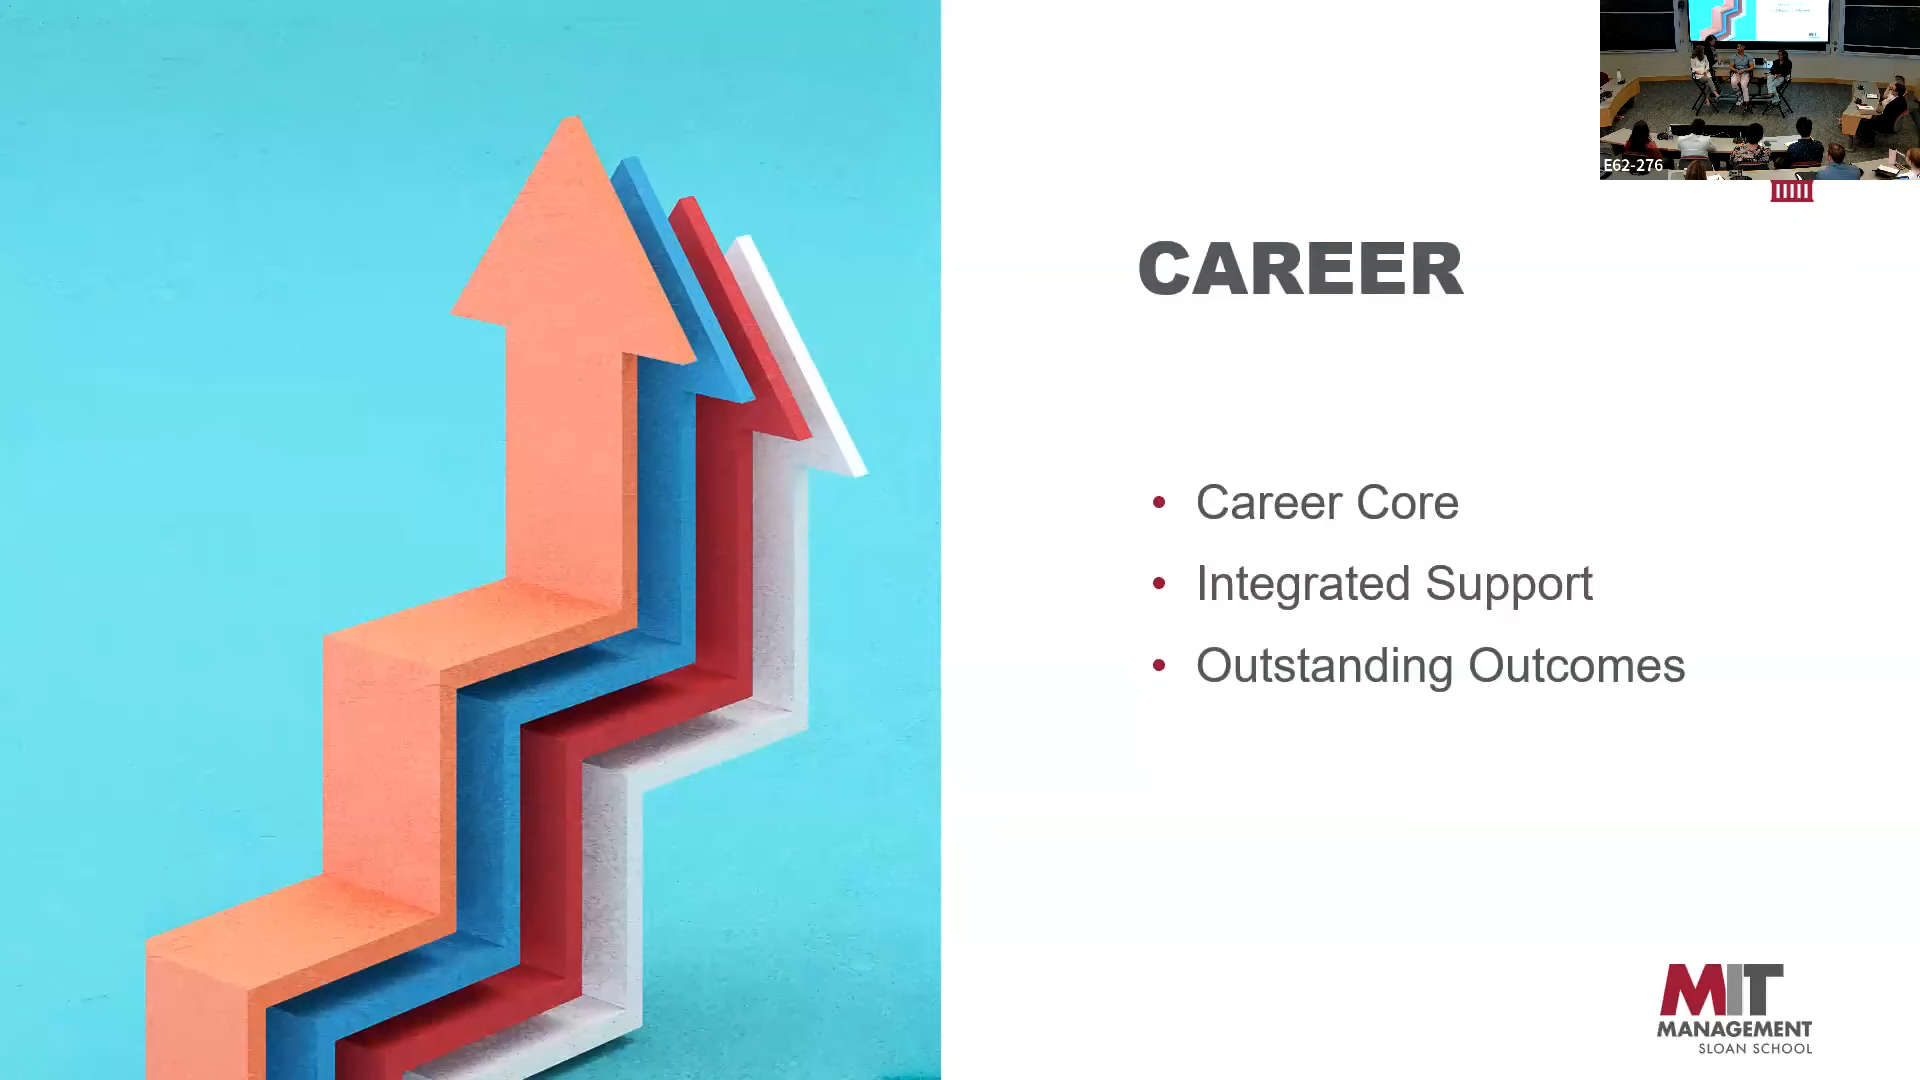 E62-276
CAREER
• Career Core
• Integrated Support
• Outstanding Outcomes
MIT
MANAGEMENT
SLOAN SCHOOL